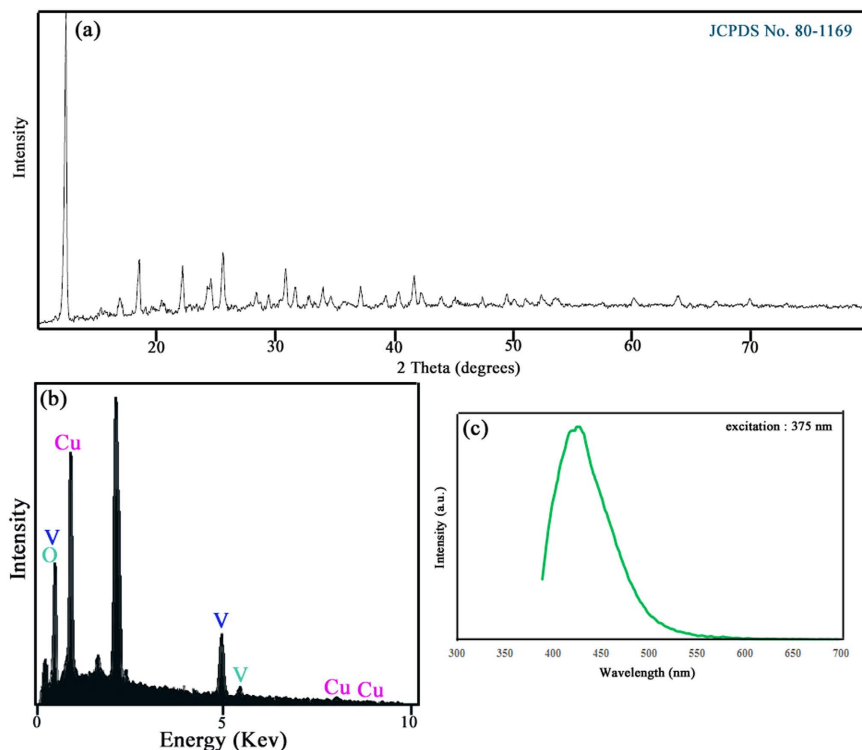 (a)
JCPDS No. 80-1169
Intensity
20 30 40 50 60 70
2 Theta (degrees)
(b)
Cu
V
O
V
V
Cu Cu
Intensity
0 5 10
Energy (Kev)
(c)
excitation : 375 nm
Intensity (a.u.)
300 350 400 450 500 550 600 650 700
Wavelength (nm)